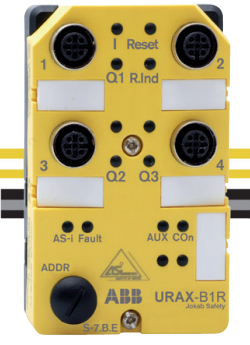 I Reset
1 2
Q1 R.Ind
3 4
Q2 Q3
AS-i Fault AUX COn
ADDR
ABB URAX-B1R
Jokab Safety
S-7.B.E